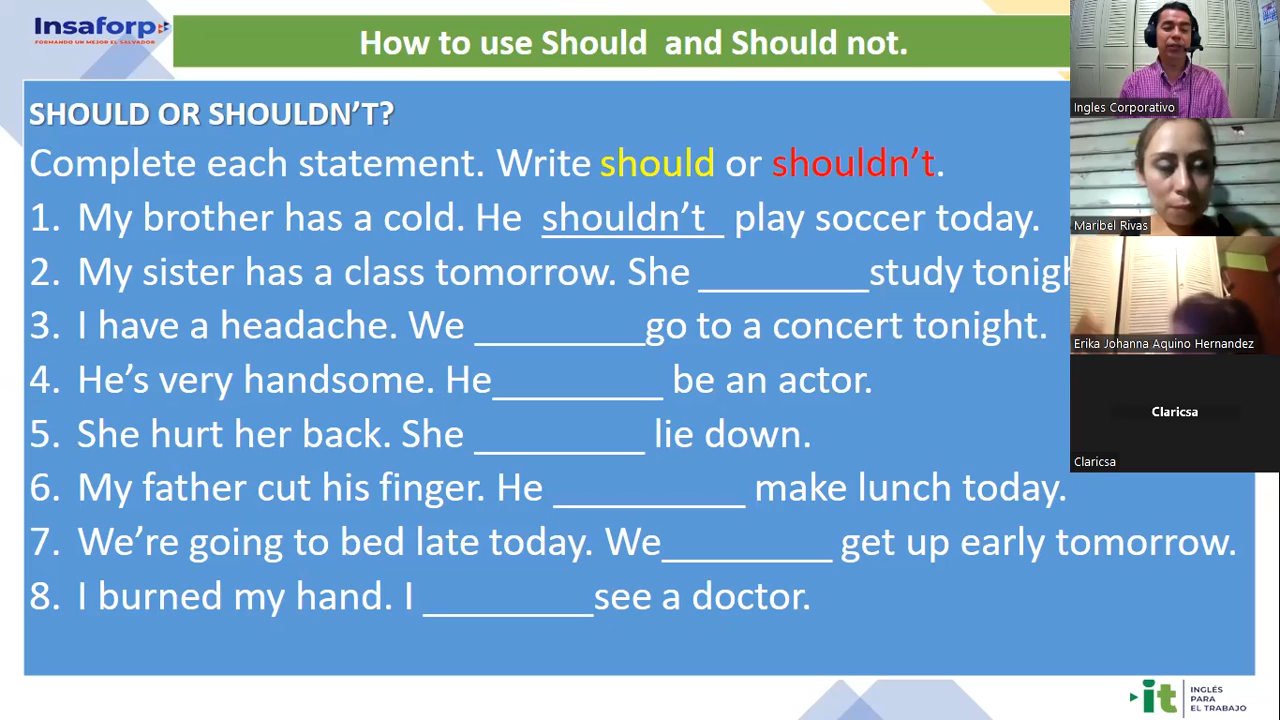 Insaforp
FORMANDO UN MEJOR EL SALVADOR
How to use Should and Should not.
SHOULD OR SHOULDN'T?
Complete each statement. Write should or shouldn't.
1. My brother has a cold. He shouldn't play soccer today.
2. My sister has a class tomorrow. She ________study tonigh
3. I have a headache. We ________go to a concert tonight.
4. He's very handsome. He________ be an actor.
5. She hurt her back. She ________ lie down.
6. My father cut his finger. He _________ make lunch today.
7. We're going to bed late today. We________ get up early tomorrow.
8. I burned my hand. I ________see a doctor.
Ingles Corporativo
Maribel Rivas
Erika Johanna Aquino Hernandez
Claricsa
Claricsa
it
INGLÉS
PARA
EL TRABAJO